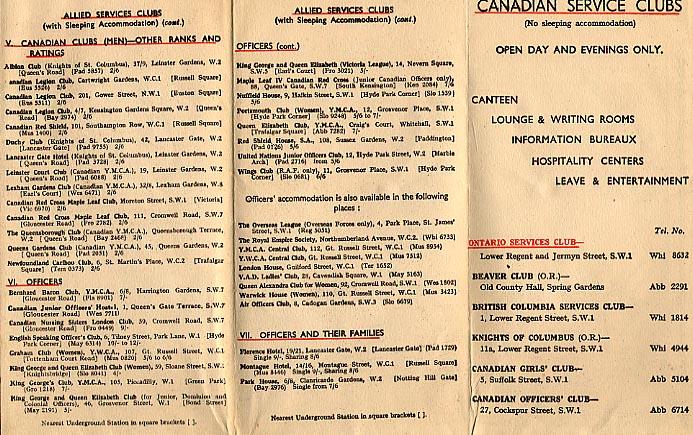 ALLIED SERVICES CLUBS
(with Sleeping Accommodation) (cont.)
V. CANADIAN CLUBS (MEN)—OTHER RANKS AND
RATINGS
Albion Club (Knights of St. Columbus), 37/9, Leinster Gardens, W.2
[Queen's Road] (Pad 5857) 2/6
Canadian Legion Club, Cartwright Gardens, W.C.1 [Russell Square]
(Eus 3526) 2/6
Canadian Legion Club, 201, Gower Street, N.W.1 [Euston Square]
(Eus 5311) 2/6
Canadian Legion Club, 4/7, Kensington Gardens Square, W.2 [Queen's
Road] (Bay 2974) 2/6
Canadian Red Shield, 101, Southampton Row, W.C.1 [Russell Square]
(Mus 1400) 2/6
Duchy Club (Knights of St. Columbus), 42, Lancaster Gate, W.2
[Lancaster Gate] (Pad 9755) 2/6
Lancaster Gate Hotel (Knights of St. Columbus), Leinster Gardens, W.2
[Queen's Road] (Pad 3728) 2/6
Leinster Court Club (Canadian Y.M.C.A.), 19, Leinster Gardens, W.2
[Queen's Road] (Pad 6088) 2/6
Lexham Gardens Club (Canadian Y.M.C.A.), 32/8, Lexham Gardens, W.8
[Earl's Court] (Wes 6471) 2/6
Canadian Red Cross Maple Leaf Club, Moreton Street, S.W.1 [Victoria]
(Vic 6970) 2/6
Canadian Red Cross Maple Leaf Club, 111, Cromwell Road, S.W.7
[Gloucester Road] (Fro 2282) 2/6
The Queensborough Club (Canadian Y.M.C.A.), Queensborough Terrace,
W.2 [Queen's Road] (Bay 2466) 2/6
Queens Gardens Club (Canadian Y.M.C.A.), 45, Queens Gardens, W.2
[Queen's Road] (Pad 2031) 2/6
Newfoundland Caribou Club, 6, St. Martin's Place, W.C.2 [Trafalgar
Square] (Tem 0373) 2/6
VI. OFFICERS
Bernhard Baron Club, Y.M.C.A., 6/8, Harrington Gardens, S.W.7
[Gloucester Road] (Fla 8901) 7/-
Canadian Junior Officers' Hostel, 1, Queen's Gate Terrace, S.W.7
[Gloucester Road] (Wes 7711)
Canadian Nursing Sisters London Club, 59, Cromwell Road, S.W.7
[Gloucester Road] (Fro 0449) 9/-
English Speaking Officer's Club, 6, Tilney Street, Park Lane, W.1 [Hyde
Park Corner] (May 6314) 10/- to 12/-
Graham Club (Women), Y.W.C.A., 107, Gt. Russell Street, W.C.1
[Tottenham Court Road] (Mus 0826) 5/6 to 6/6
King George and Queen Elizabeth Club (Women), 59, Sloane Street, S.W.1
[Knightsbridge] (Slo 8041) 4/-
King George's Club, Y.M.C.A., 105, Piccadilly, W.1 [Green Park]
(Gro 1218) 7/-
King George and Queen Elizabeth Club (for Junior, Dominion and
Colonial Officers), 46, Grosvenor Street, W.1 [Bond Street]
(May 2191) 5/-
Nearest Underground Station in square brackets [ ].
ALLIED SERVICES CLUBS
(with Sleeping Accommodation) (cont.)
OFFICERS (cont.)
King George and Queen Elizabeth (Victoria League), 14, Nevern Square,
S.W.5 [Earl's Court] (Fro 3021) 5/-
Maple Leaf IV Canadian Red Cross (Junior Canadian Officers only),
88, Queen's Gate, S.W.7 [South Kensington] (Ken 2084) 7/6
Nuffield House, 9, Halkin Street, S.W.1 [Hyde Park Corner] (Slo 1339)
5/6
Portsmouth Club (Women), Y.W.C.A., 12, Grosvenor Place, S.W.1
[Hyde Park Corner] (Slo 9248) 5/6 to 7/-
Queen Elizabeth Club, Y.M.C.A., Craig's Court, Whitehall, S.W.1
[Trafalgar Square] (Abb 7282) 7/-
Red Shield House, S.A., 108, Sussex Gardens, W.2 [Paddington]
(Pad 0726) 5/6
United Nations Junior Officers Club, 12, Hyde Park Street, W.2 [Marble
Arch] (Pad 2716) from 3/6
Wings Club (R.A.F. only), 11, Grosvenor Place, S.W.1 [Hyde Park
Corner] (Slo 0681) 6/6
Officers' accommodation is also available in the following
places :
The Overseas League (Overseas Forces only), 4, Park Place, St. James'
Street, S.W.1 (Reg 5051)
The Royal Empire Society, Northumberland Avenue, W.C.2. (Whi 6733)
Y.M.C.A. Central Club, 112, Gt. Russell Street, W.C.1 (Mus 8954)
Y.W.C.A. Central Club, Gt. Russell Street, W.C.1 (Mus 7512)
London House, Guilford Street, W.C.1 (Ter 1632)
V.A.D. Ladies' Club, 28, Cavendish Square, W.1 (May 5163)
Queen Alexandra Club for Women, 92, Cromwell Road, S.W.1 (Wes 1802)
Warwick House (Women), 110, Gt. Russell Street, W.C.1 (Mus 3423)
Air Officers Club, 8, Cadogan Gardens, S.W.3 (Slo 6679)
VII. OFFICERS AND THEIR FAMILIES
Florence Hotel, 19/21, Lancaster Gate, W.2 [Lancaster Gate] (Pad 1729)
Single 9/-, Sharing 8/6
Montague Hotel, 14/16, Montague Street, W.C.1 [Russell Square]
(Mus 8466) Single 9/-, Sharing 8/6
Park House, 6/8, Clanricarde Gardens, W.2 [Notting Hill Gate]
(Bay 2976) Single from 7/6
Nearest Underground Station in square brackets [ ].
CANADIAN SERVICE CLUBS
(No sleeping accommodation)
OPEN DAY AND EVENINGS ONLY.
CANTEEN
LOUNGE & WRITING ROOMS
INFORMATION BUREAUX
HOSPITALITY CENTERS
LEAVE & ENTERTAINMENT
Tel. No.
ONTARIO SERVICES CLUB—
Lower Regent and Jermyn Street, S.W.1 Whi 8632
BEAVER CLUB (O.R.)—
Old County Hall, Spring Gardens Abb 2291
BRITISH COLUMBIA SERVICES CLUB—
1, Lower Regent Street, S.W.1 Whi 1814
KNIGHTS OF COLUMBUS (O.R.)—
11a, Lower Regent Street, S.W.1 Whi 4944
CANADIAN GIRLS' CLUB—
5, Suffolk Street, S.W.1 Abb 5104
CANADIAN OFFICERS' CLUB—
27, Cockspur Street, S.W.1 Abb 6714